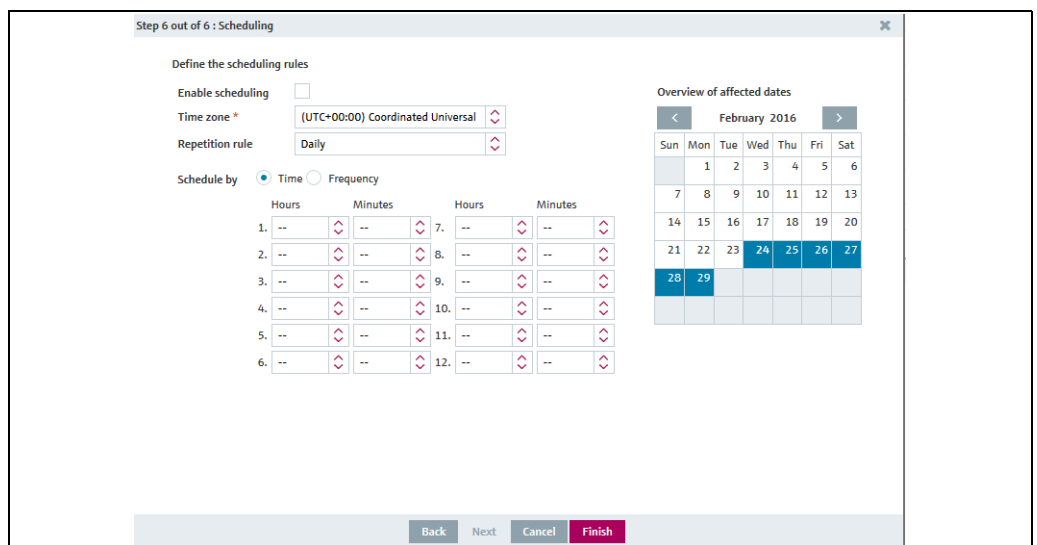 Step 6 out of 6 : Scheduling
Define the scheduling rules
Enable scheduling
Time zone *
(UTC+00:00) Coordinated Universal
Repetition rule
Daily
Schedule by
Time
Frequency
Hours Minutes Hours Minutes
1. -- -- 7. -- --
2. -- -- 8. -- --
3. -- -- 9. -- --
4. -- -- 10. -- --
5. -- -- 11. -- --
6. -- -- 12. -- --
Overview of affected dates
< February 2016 >
Sun Mon Tue Wed Thu Fri Sat
1 2 3 4 5 6
7 8 9 10 11 12 13
14 15 16 17 18 19 20
21 22 23 24 25 26 27
28 29
Back Next Cancel Finish